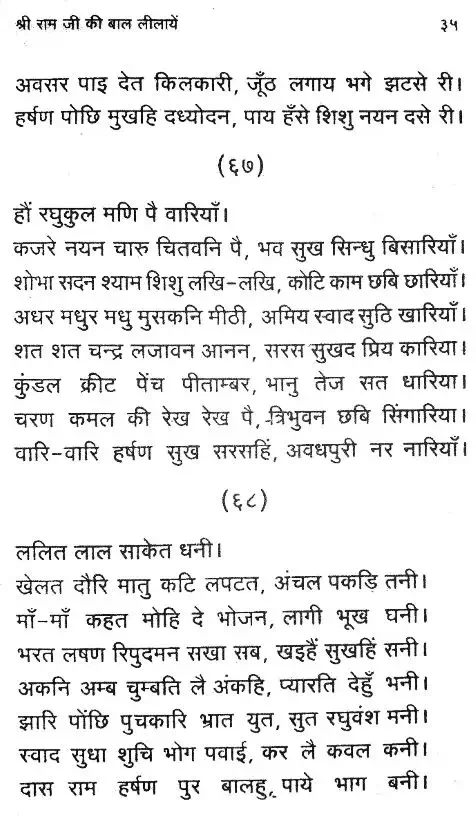 श्री राम जी की बाल लीलायें ३५
अवसर पाइ देत किलकारी, जूँठ लगाय भगे झटसे री।
हर्षण पोछि मुखहि दध्योदन, पाय हँसे शिशु नयन दसे री।
(६७)
हौं रघुकुल मणि पै वारियाँ।
कजरे नयन चारु चितवनि पै, भव सुख सिन्धु बिसारियाँ।
शोभा सदन श्याम शिशु लखि-लखि, कोटि काम छबि छारियाँ।
अधर मधुर मधु मुसकनि मीठी, अमिय स्वाद सुठि खारियाँ।
शत शत चन्द्र लजावन आनन, सरस सुखद प्रिय कारिया।
कुंडल क्रीट पेंच पीताम्बर, भानु तेज सत धारिया।
चरण कमल की रेख रेख पै, त्रिभुवन छबि सिंगारिया।
वारि-वारि हर्षण सुख सरसहिं, अवधपुरी नर नारियाँ।
(६८)
ललित लाल साकेत धनी।
खेलत दौरि मातु कटि लपटत, अंचल पकड़ि तनी।
माँ-माँ कहत मोहि दे भोजन, लागी भूख घनी।
भरत लषण रिपुदमन सखा सब, खइहैं सुखहिं सनी।
अकनि अम्ब चुम्बति लै अंकहि, प्यारति देहुँ भनी।
झारि पोंछि पुचकारि भ्रात युत, सुत रघुवंश मनी।
स्वाद सुधा शुचि भोग पवाई, कर लै कवल कनी।
दास राम हर्षण पुर बालहु, पाये भाग बनी।